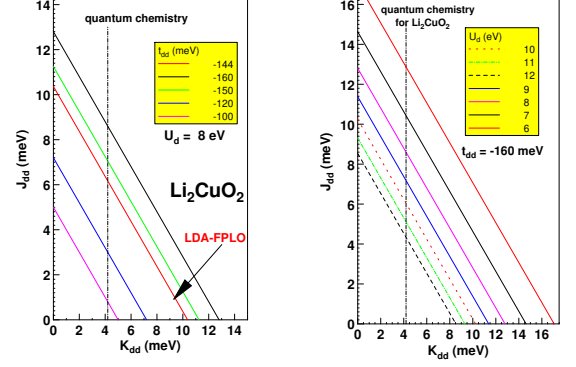 quantum chemistry
t_dd (meV)
-144
-160
-150
-120
-100
U_d = 8 eV
Li₂CuO₂
LDA-FPLO
J_dd (meV)
14
12
10
8
6
4
2
0
0 2 4 6 8 10 12 14
K_dd (meV)
quantum chemistry
for Li₂CuO₂
U_d (eV)
10
11
12
9
8
7
6
t_dd = -160 meV
J_dd (meV)
16
14
12
10
8
6
4
2
0
0 2 4 6 8 10 12 14 16
K_dd (meV)